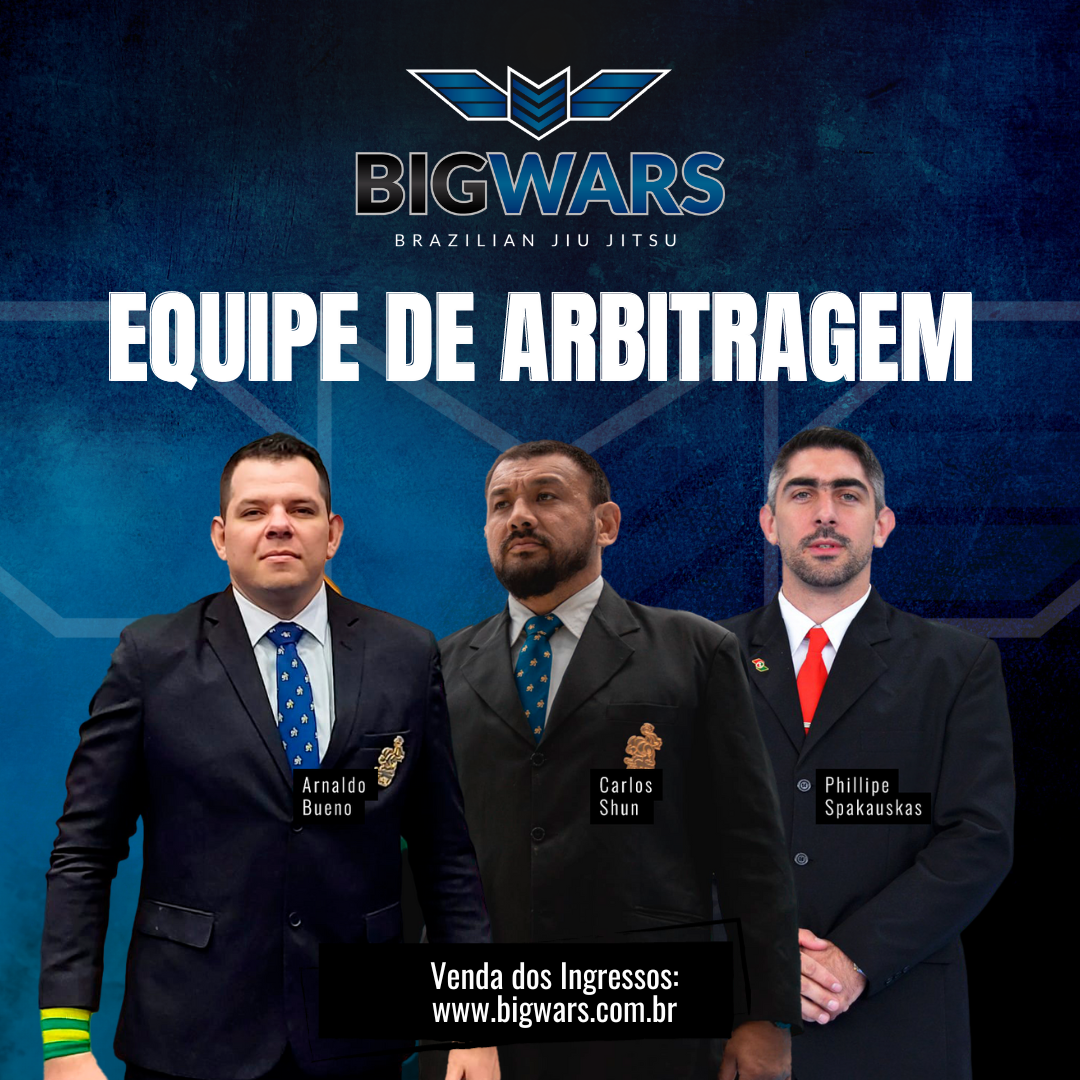 BIGWARS
BRAZILIAN JIU JITSU
EQUIPE DE ARBITRAGEM
Arnaldo
Bueno
Carlos
Shun
Phillipe
Spakauskas
Venda dos Ingressos:
www.bigwars.com.br